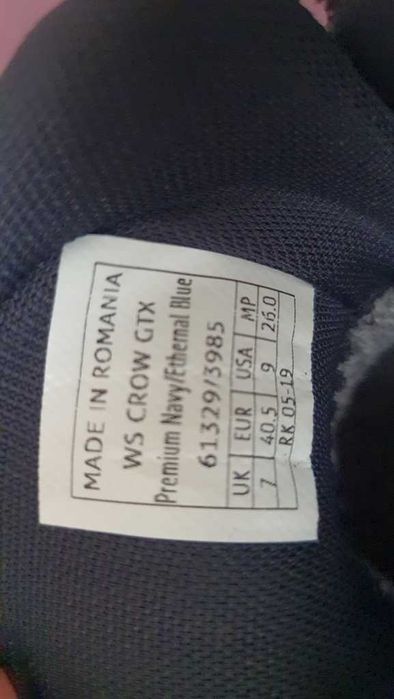 MADE IN ROMANIA
WS CROW GTX
Premium Navy/Ethernal Blue
61329/3985
UK EUR USA MP
7 40.5 9 26.0
RK 05-19